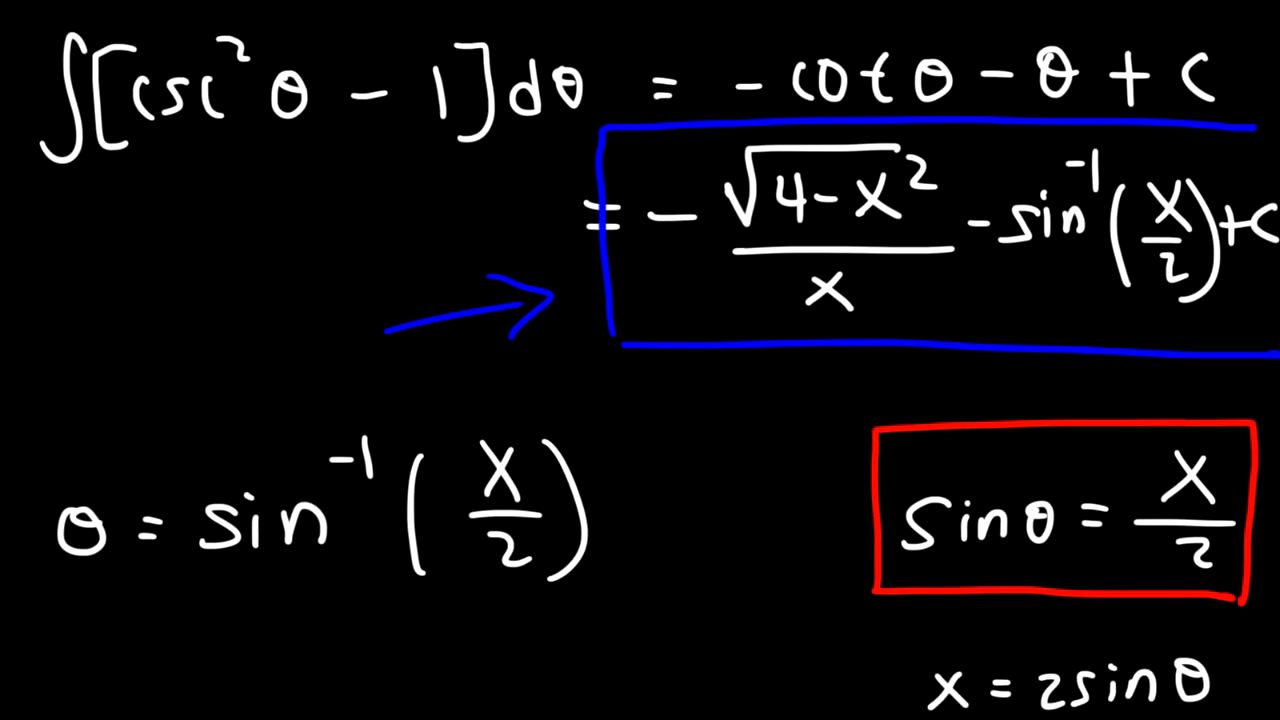 ∫[csc²θ − 1]dθ = −cotθ − θ + C
= − √(4−x²)/x − sin⁻¹(x/2) + C
θ = sin⁻¹(x/2)
sinθ = x/2
x = 2sinθ